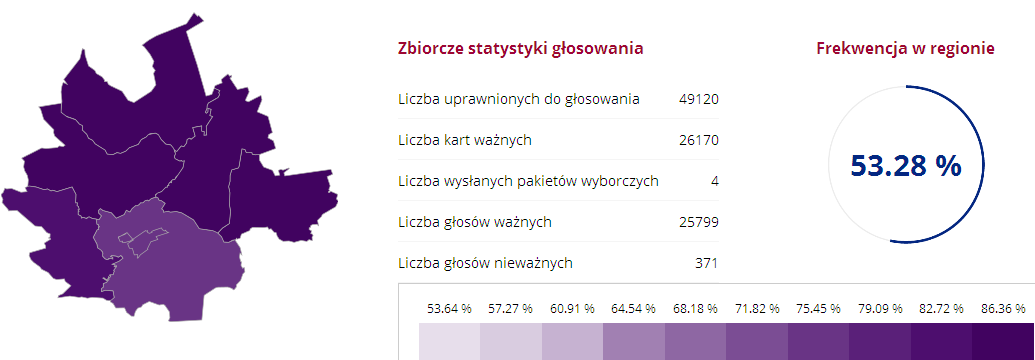 Zbiorcze statystyki głosowania
Frekwencja w regionie
Liczba uprawnionych do głosowania 49120
Liczba kart ważnych 26170
Liczba wysłanych pakietów wyborczych 4
53.28 %
Liczba głosów ważnych 25799
Liczba głosów nieważnych 371
53.64 % 57.27 % 60.91 % 64.54 % 68.18 % 71.82 % 75.45 % 79.09 % 82.72 % 86.36 %